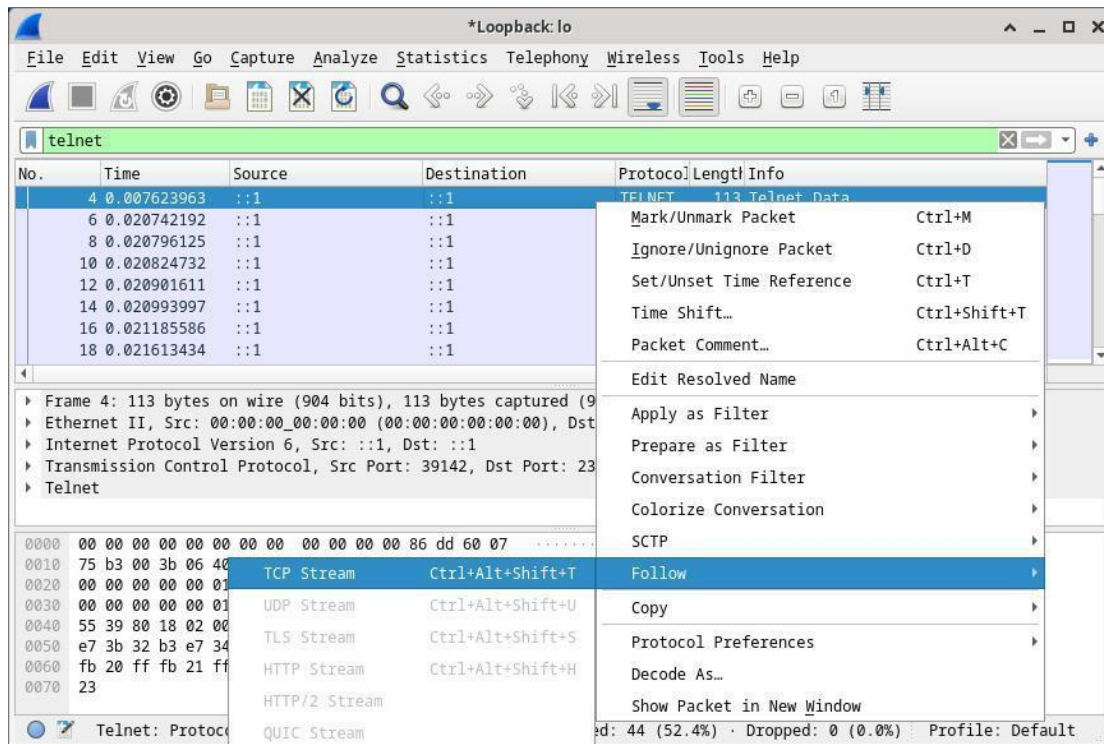 *Loopback: lo
File Edit View Go Capture Analyze Statistics Telephony Wireless Tools Help
telnet
No. Time Source Destination Protocol Length Info
4 0.007623963 ::1 ::1 TELNET 113 Telnet Data
6 0.020742192 ::1 ::1
8 0.020796125 ::1 ::1
10 0.020824732 ::1 ::1
12 0.020901611 ::1 ::1
14 0.020993997 ::1 ::1
16 0.021185586 ::1 ::1
18 0.021613434 ::1 ::1
Mark/Unmark Packet Ctrl+M
Ignore/Unignore Packet Ctrl+D
Set/Unset Time Reference Ctrl+T
Time Shift… Ctrl+Shift+T
Packet Comment… Ctrl+Alt+C
Edit Resolved Name
Apply as Filter
Prepare as Filter
Conversation Filter
Colorize Conversation
SCTP
Follow
Copy
Protocol Preferences
Decode As…
Show Packet in New Window
Frame 4: 113 bytes on wire (904 bits), 113 bytes captured (9
Ethernet II, Src: 00:00:00_00:00:00 (00:00:00:00:00:00), Dst
Internet Protocol Version 6, Src: ::1, Dst: ::1
Transmission Control Protocol, Src Port: 39142, Dst Port: 23
Telnet
0000 00 00 00 00 00 00 00 00 00 00 00 00 86 dd 60 07 ·······
0010 75 b3 00 3b 06 40
0020 00 00 00 00 00 01
0030 00 00 00 00 00 01
0040 55 39 80 18 02 00
0050 e7 3b 32 b3 e7 34
0060 fb 20 ff fb 21 ff
0070 23
TCP Stream Ctrl+Alt+Shift+T
UDP Stream Ctrl+Alt+Shift+U
TLS Stream Ctrl+Alt+Shift+S
HTTP Stream Ctrl+Alt+Shift+H
HTTP/2 Stream
QUIC Stream
Telnet: Protoc ed: 44 (52.4%) · Dropped: 0 (0.0%) Profile: Default